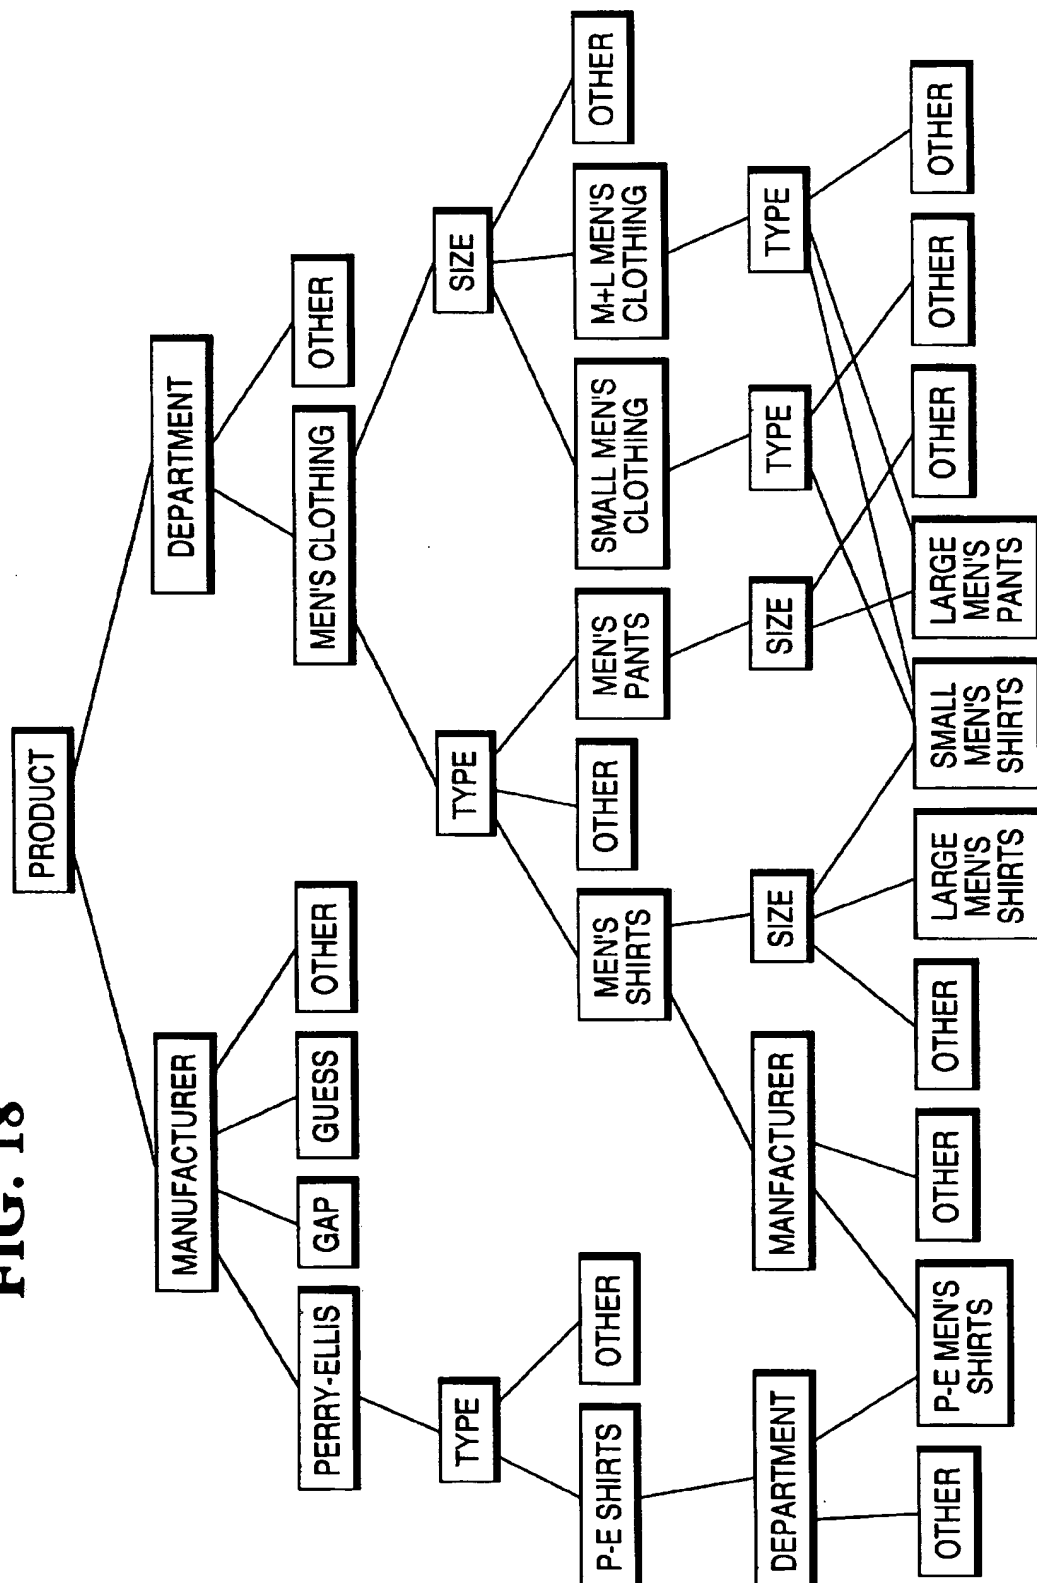 FIG. 18
PRODUCT
MANUFACTURER
DEPARTMENT
PERRY-ELLIS
GAP
GUESS
OTHER
MEN'S CLOTHING
OTHER
TYPE
TYPE
SIZE
P-E SHIRTS
OTHER
MEN'S
SHIRTS
OTHER
MEN'S
PANTS
SMALL MEN'S
CLOTHING
M+L MEN'S
CLOTHING
OTHER
DEPARTMENT
MANFACTURER
SIZE
SIZE
TYPE
TYPE
OTHER
P-E MEN'S
SHIRTS
OTHER
OTHER
LARGE
MEN'S
SHIRTS
SMALL
MEN'S
SHIRTS
LARGE
MEN'S
PANTS
OTHER
OTHER
OTHER